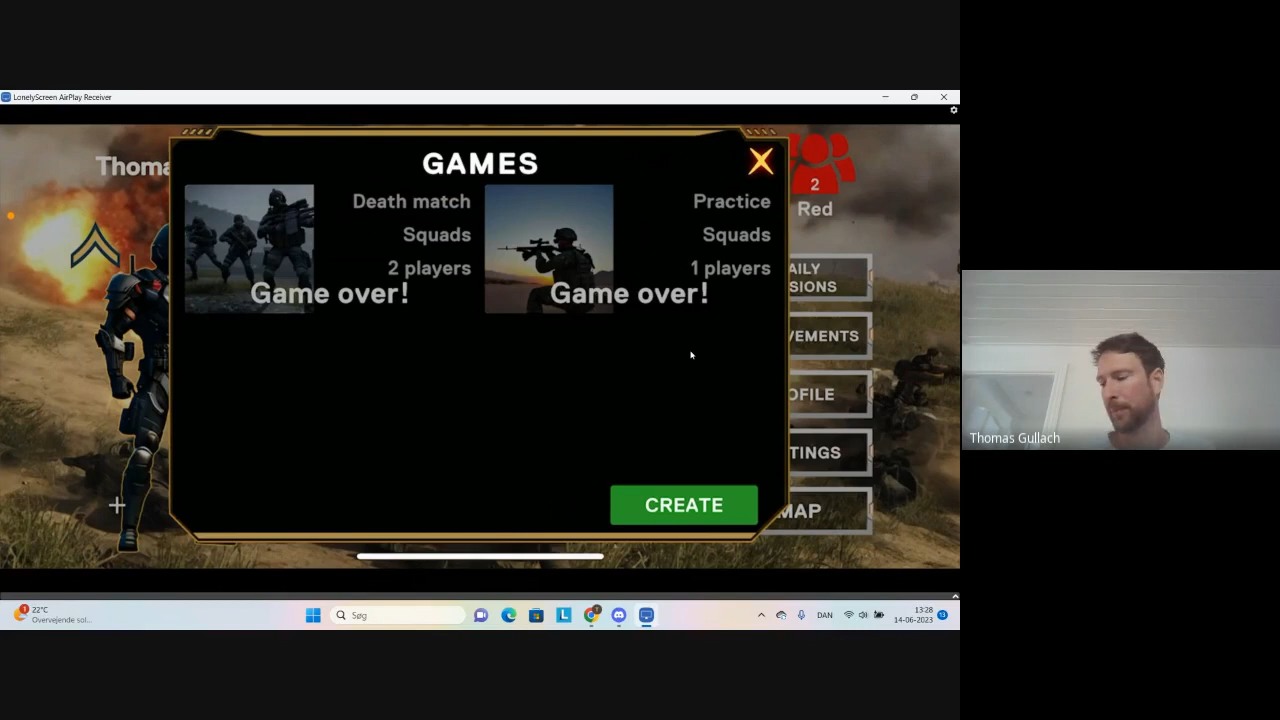 LonelyScreen AirPlay Receiver
Thoma
GAMES
2
Red
Death match
Squads
2 players
Game over!
Practice
Squads
1 players
Game over!
AILY
SIONS
VEMENTS
OFILE
TINGS
MAP
CREATE
Thomas Gullach
1
22°C
Overvejende sol...
Søg
L
DAN
13:28
14-06-2023